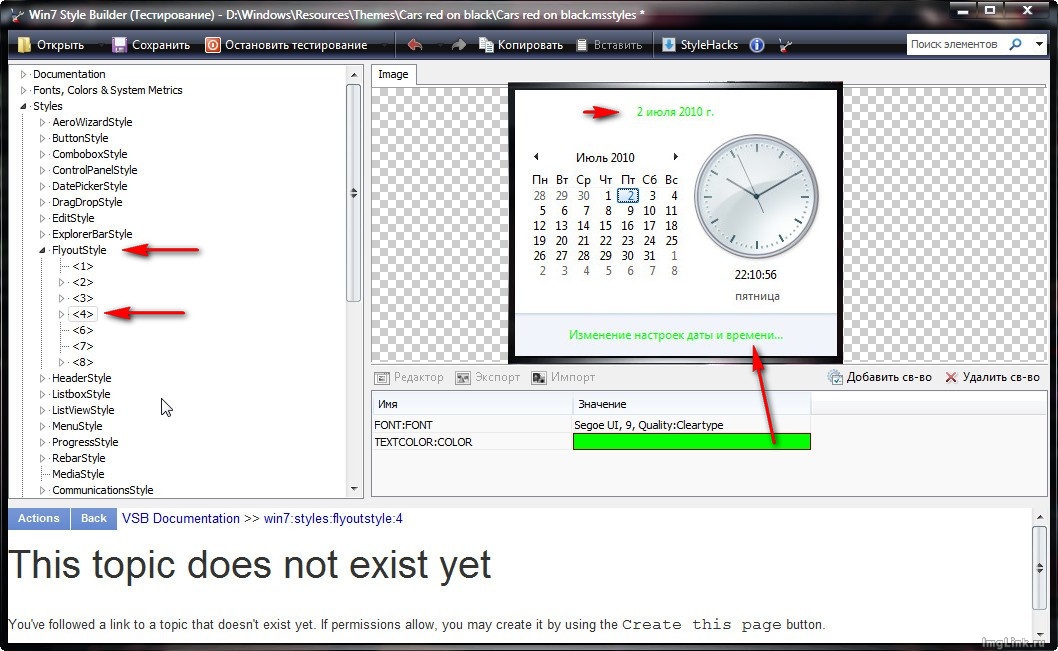 Win7 Style Builder (Тестирование) - D:\Windows\Resources\Themes\Cars red on black\Cars red on black.msstyles *
Открыть Сохранить Остановить тестирование Копировать Вставить StyleHacks Поиск элементов
Documentation
Fonts, Colors & System Metrics
Styles
AeroWizardStyle
ButtonStyle
ComboboxStyle
ControlPanelStyle
DatePickerStyle
DragDropStyle
EditStyle
ExplorerBarStyle
FlyoutStyle
<1>
<2>
<3>
<4>
<6>
<7>
<8>
HeaderStyle
ListboxStyle
ListViewStyle
MenuStyle
ProgressStyle
RebarStyle
MediaStyle
CommunicationsStyle
Image
2 июля 2010 г.
Июль 2010
Пн Вт Ср Чт Пт Сб Вс
28 29 30 1 2 3 4
5 6 7 8 9 10 11
12 13 14 15 16 17 18
19 20 21 22 23 24 25
26 27 28 29 30 31 1
2 3 4 5 6 7 8
22:10:56
пятница
Изменение настроек даты и времени...
Редактор Экспорт Импорт Добавить св-во Удалить св-во
Имя Значение
FONT:FONT Segoe UI, 9, Quality:Cleartype
TEXTCOLOR:COLOR
Actions Back VSB Documentation >> win7:styles:flyoutstyle:4
This topic does not exist yet
You've followed a link to a topic that doesn't exist yet. If permissions allow, you may create it by using the Create this page button.
ImgLink.ru